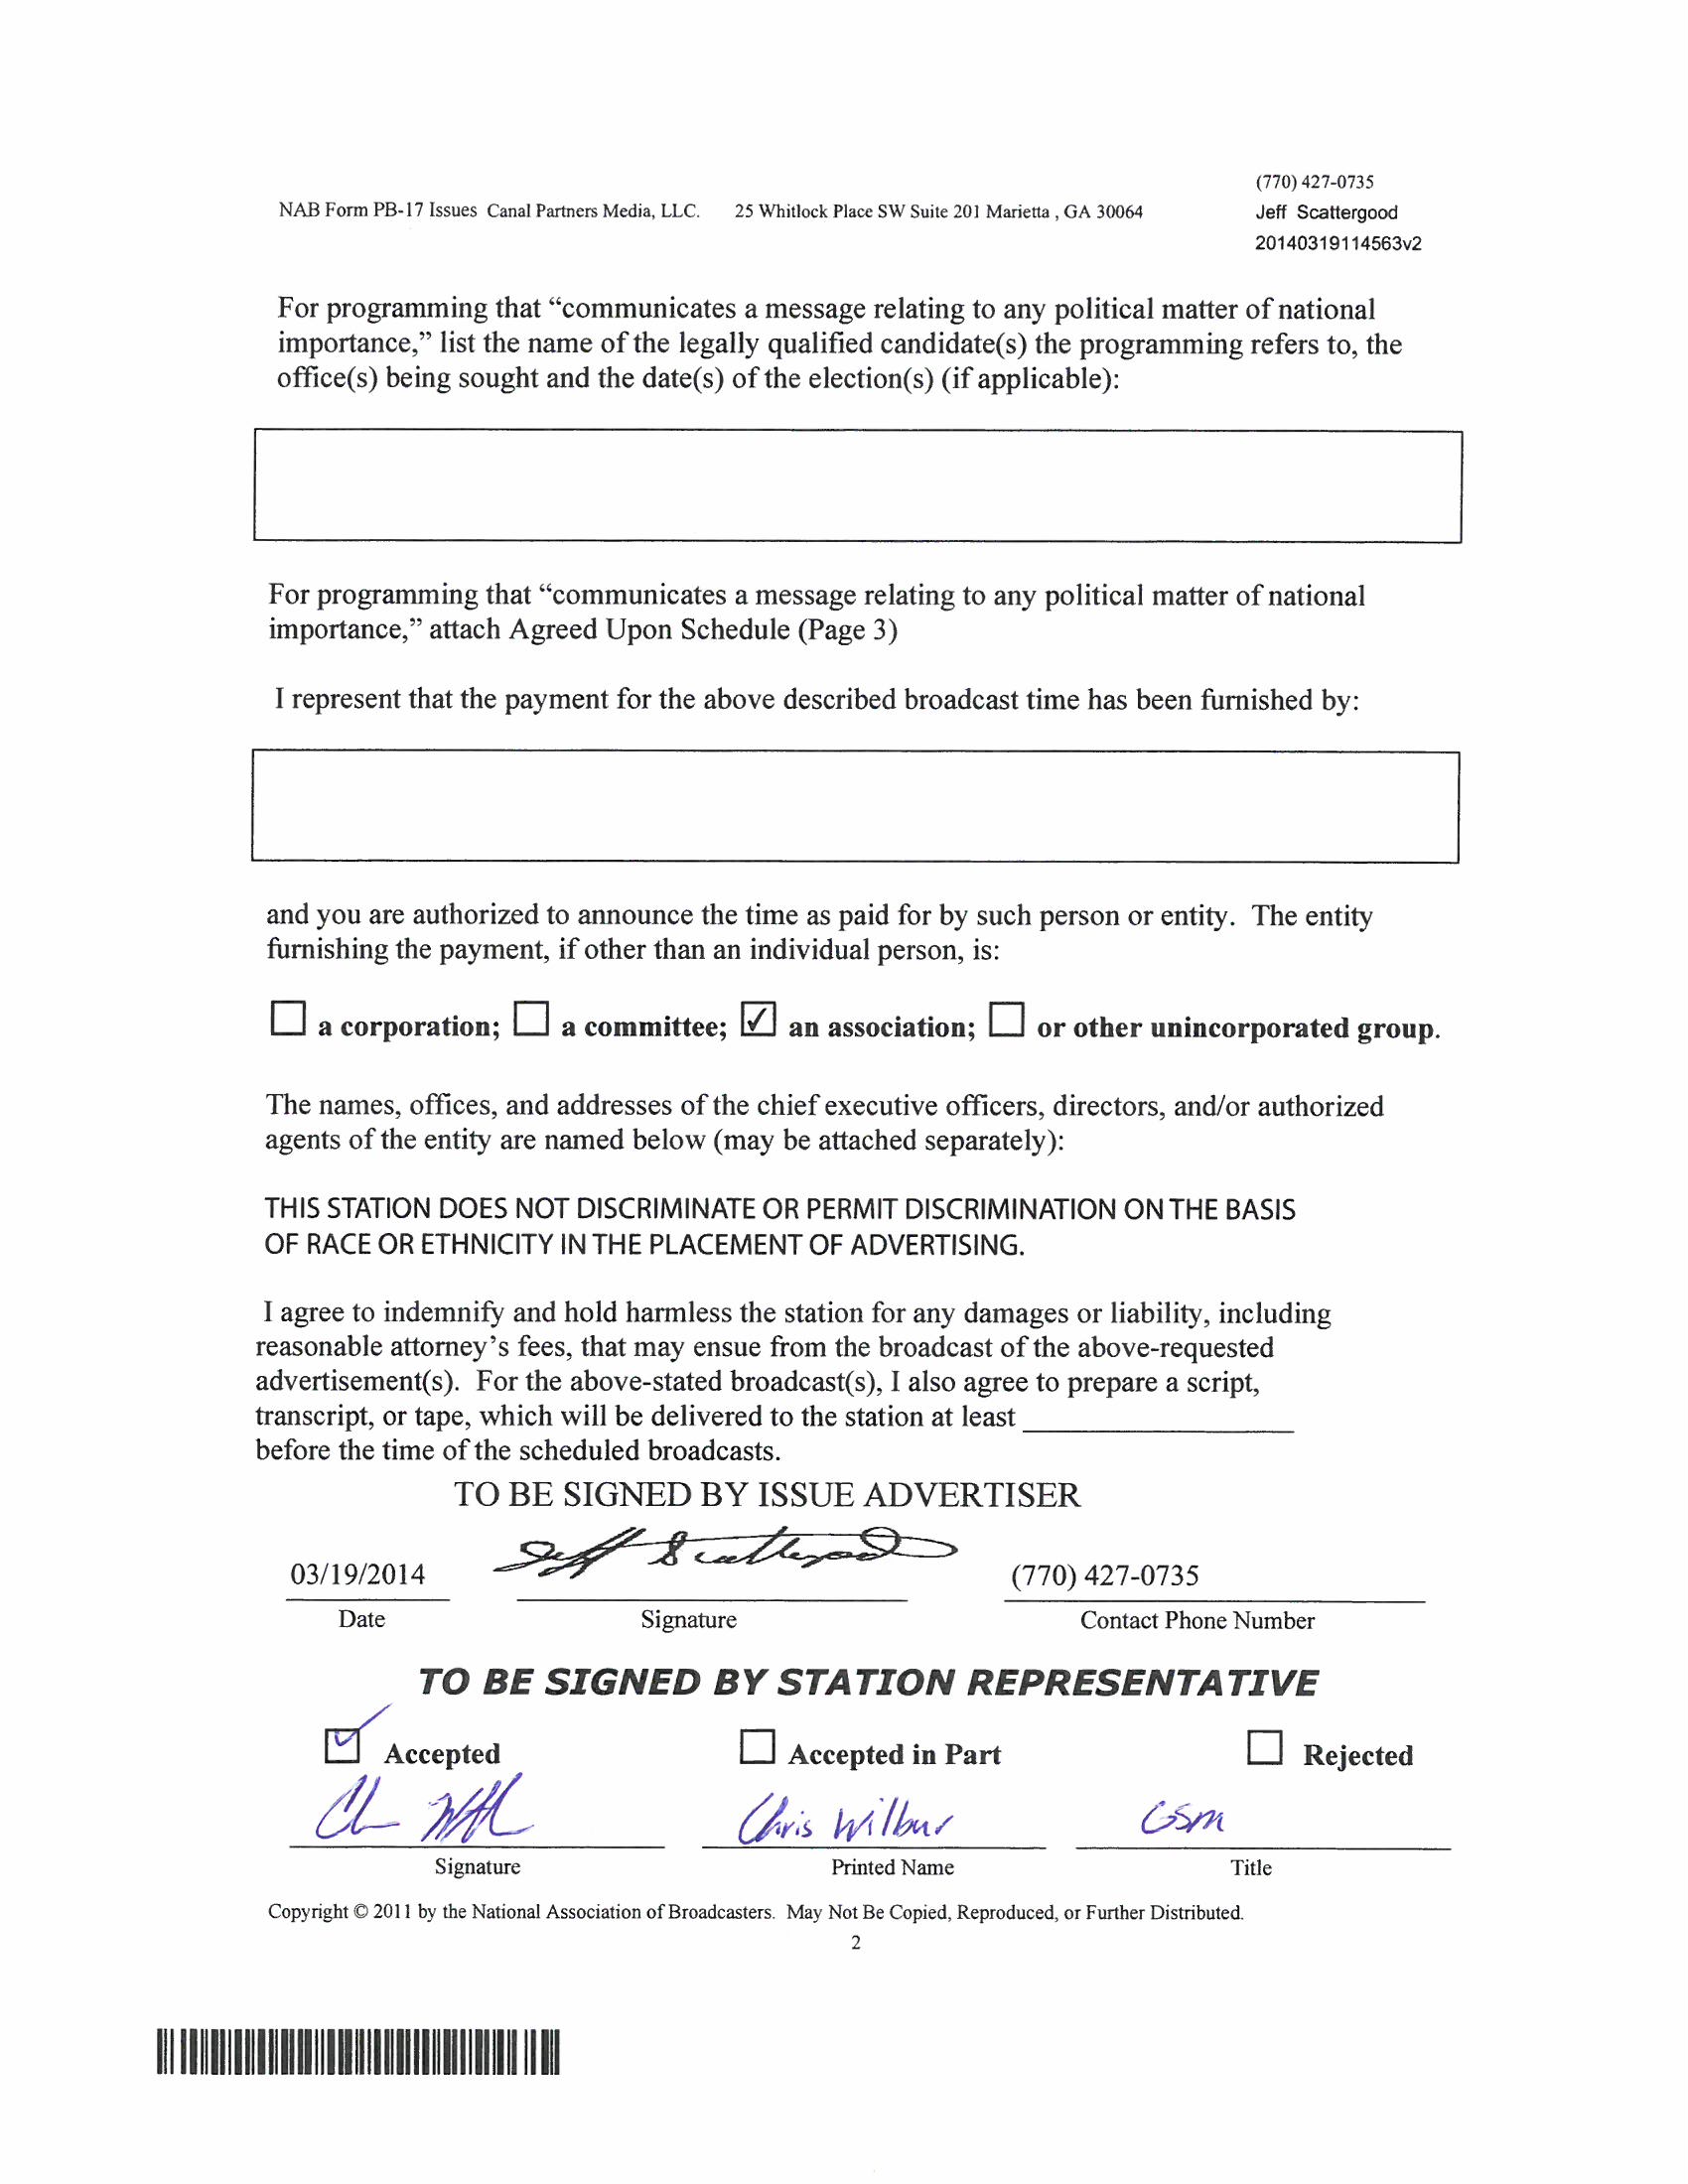 (770) 427-0735
NAB Form PB-17 Issues Canal Partners Media, LLC. 25 Whitlock Place SW Suite 201 Marietta , GA 30064 Jeff Scattergood
20140319114563v2
For programming that “communicates a message relating to any political matter of national
importance,” list the name of the legally qualified candidate(s) the programming refers to, the
office(s) being sought and the date(s) of the election(s) (if applicable):
For programming that “communicates a message relating to any political matter of national
importance,” attach Agreed Upon Schedule (Page 3)
I represent that the payment for the above described broadcast time has been furnished by:
and you are authorized to announce the time as paid for by such person or entity. The entity
furnishing the payment, if other than an individual person, is:
a corporation; a committee; an association; or other unincorporated group.
The names, offices, and addresses of the chief executive officers, directors, and/or authorized
agents of the entity are named below (may be attached separately):
THIS STATION DOES NOT DISCRIMINATE OR PERMIT DISCRIMINATION ON THE BASIS
OF RACE OR ETHNICITY IN THE PLACEMENT OF ADVERTISING.
I agree to indemnify and hold harmless the station for any damages or liability, including
reasonable attorney’s fees, that may ensue from the broadcast of the above-requested
advertisement(s). For the above-stated broadcast(s), I also agree to prepare a script,
transcript, or tape, which will be delivered to the station at least
before the time of the scheduled broadcasts.
TO BE SIGNED BY ISSUE ADVERTISER
03/19/2014 Jeff Scattergood (770) 427-0735
Date Signature Contact Phone Number
TO BE SIGNED BY STATION REPRESENTATIVE
Accepted Accepted in Part Rejected
Chris Wilbur GSM
Signature Printed Name Title
Copyright © 2011 by the National Association of Broadcasters. May Not Be Copied, Reproduced, or Further Distributed.
2